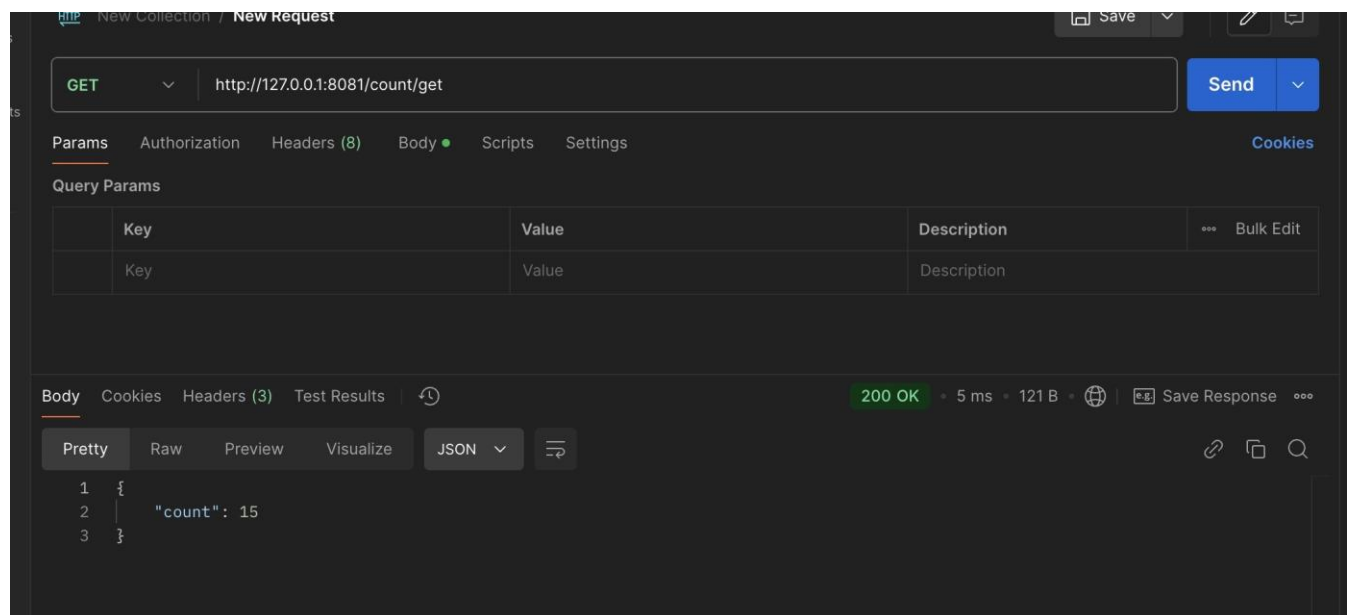 HTTP New Collection / New Request Save
s
GET http://127.0.0.1:8081/count/get Send
ts
Params Authorization Headers (8) Body Scripts Settings Cookies
Query Params
Key Value Description Bulk Edit
Key Value Description
Body Cookies Headers (3) Test Results 200 OK 5 ms 121 B e.g. Save Response
Pretty Raw Preview Visualize JSON
1 {
2 "count": 15
3 }